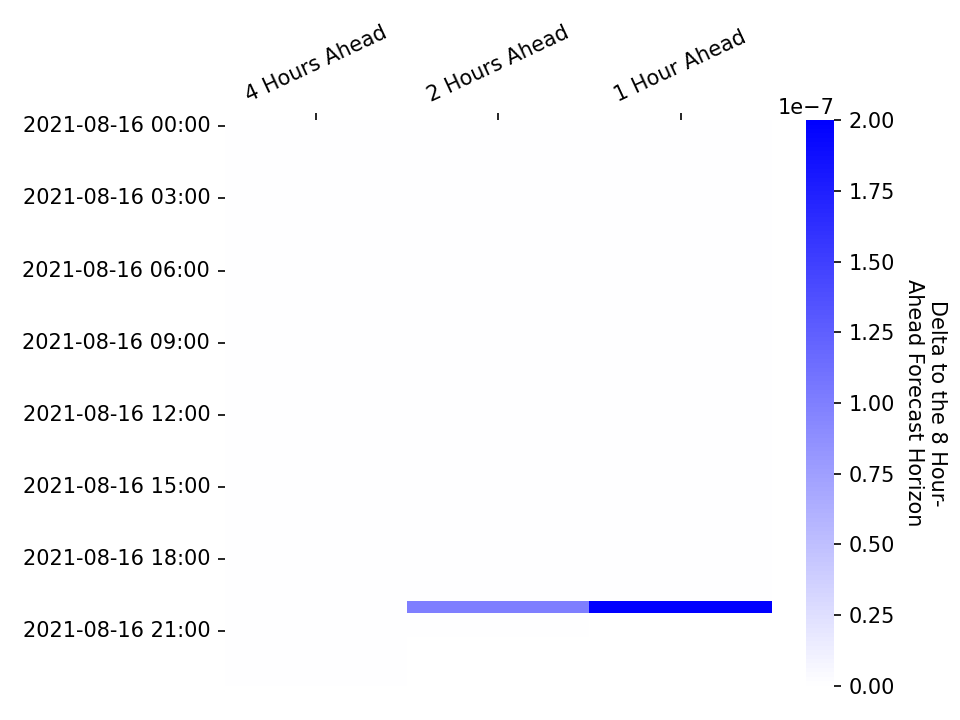 4 Hours Ahead
2 Hours Ahead
1 Hour Ahead
1e−7
2021-08-16 00:00
2021-08-16 03:00
2021-08-16 06:00
2021-08-16 09:00
2021-08-16 12:00
2021-08-16 15:00
2021-08-16 18:00
2021-08-16 21:00
2.00
1.75
1.50
1.25
1.00
0.75
0.50
0.25
0.00
Delta to the 8 Hour-
Ahead Forecast Horizon